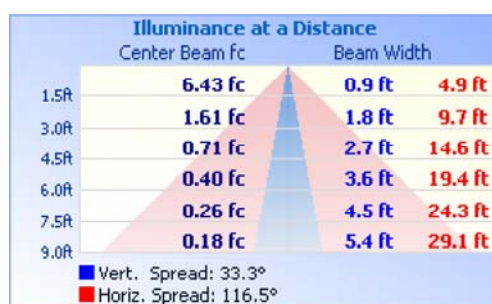 Illuminance at a Distance
Center Beam fc Beam Width
1.5ft 6.43 fc 0.9 ft 4.9 ft
3.0ft 1.61 fc 1.8 ft 9.7 ft
4.5ft 0.71 fc 2.7 ft 14.6 ft
6.0ft 0.40 fc 3.6 ft 19.4 ft
7.5ft 0.26 fc 4.5 ft 24.3 ft
9.0ft 0.18 fc 5.4 ft 29.1 ft
Vert. Spread: 33.3°
Horiz. Spread: 116.5°